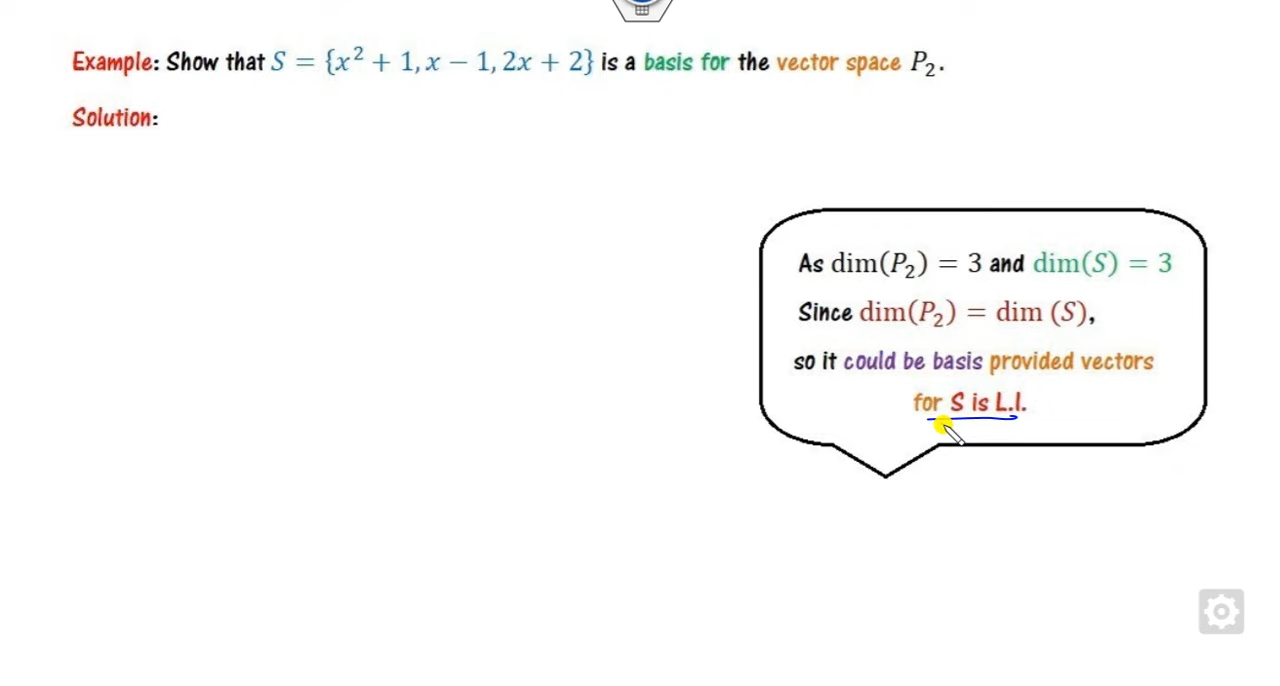 Example: Show that S = {x² + 1, x − 1, 2x + 2} is a basis for the vector space P₂.
Solution:
As dim(P₂) = 3 and dim(S) = 3
Since dim(P₂) = dim (S),
so it could be basis provided vectors
for S is L.I.